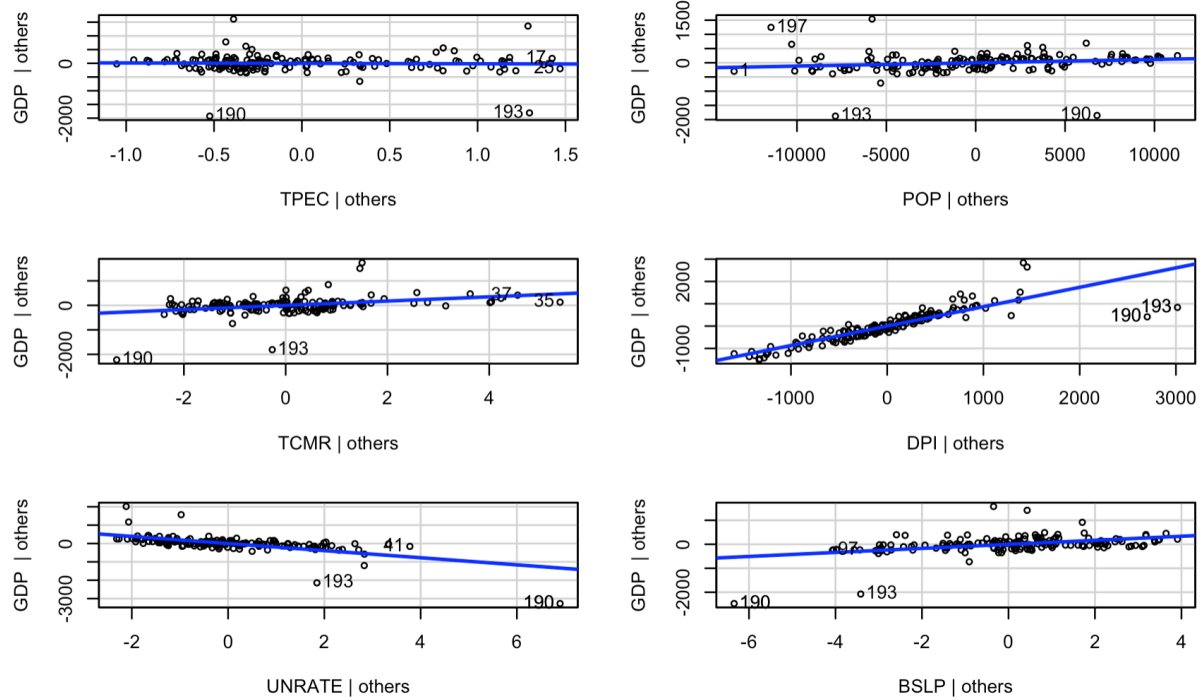 GDP | others
0
-2000
17
25
190
193
-1.0 -0.5 0.0 0.5 1.0 1.5
TPEC | others
GDP | others
1500
0
-2000
197
1
193
190
-10000 -5000 0 5000 10000
POP | others
GDP | others
0
-2000
37
35
190
193
-2 0 2 4
TCMR | others
GDP | others
2000
-1000
190
193
-1000 0 1000 2000 3000
DPI | others
GDP | others
0
-3000
41
193
190
-2 0 2 4 6
UNRATE | others
GDP | others
0
-2000
97
190
193
-6 -4 -2 0 2 4
BSLP | others